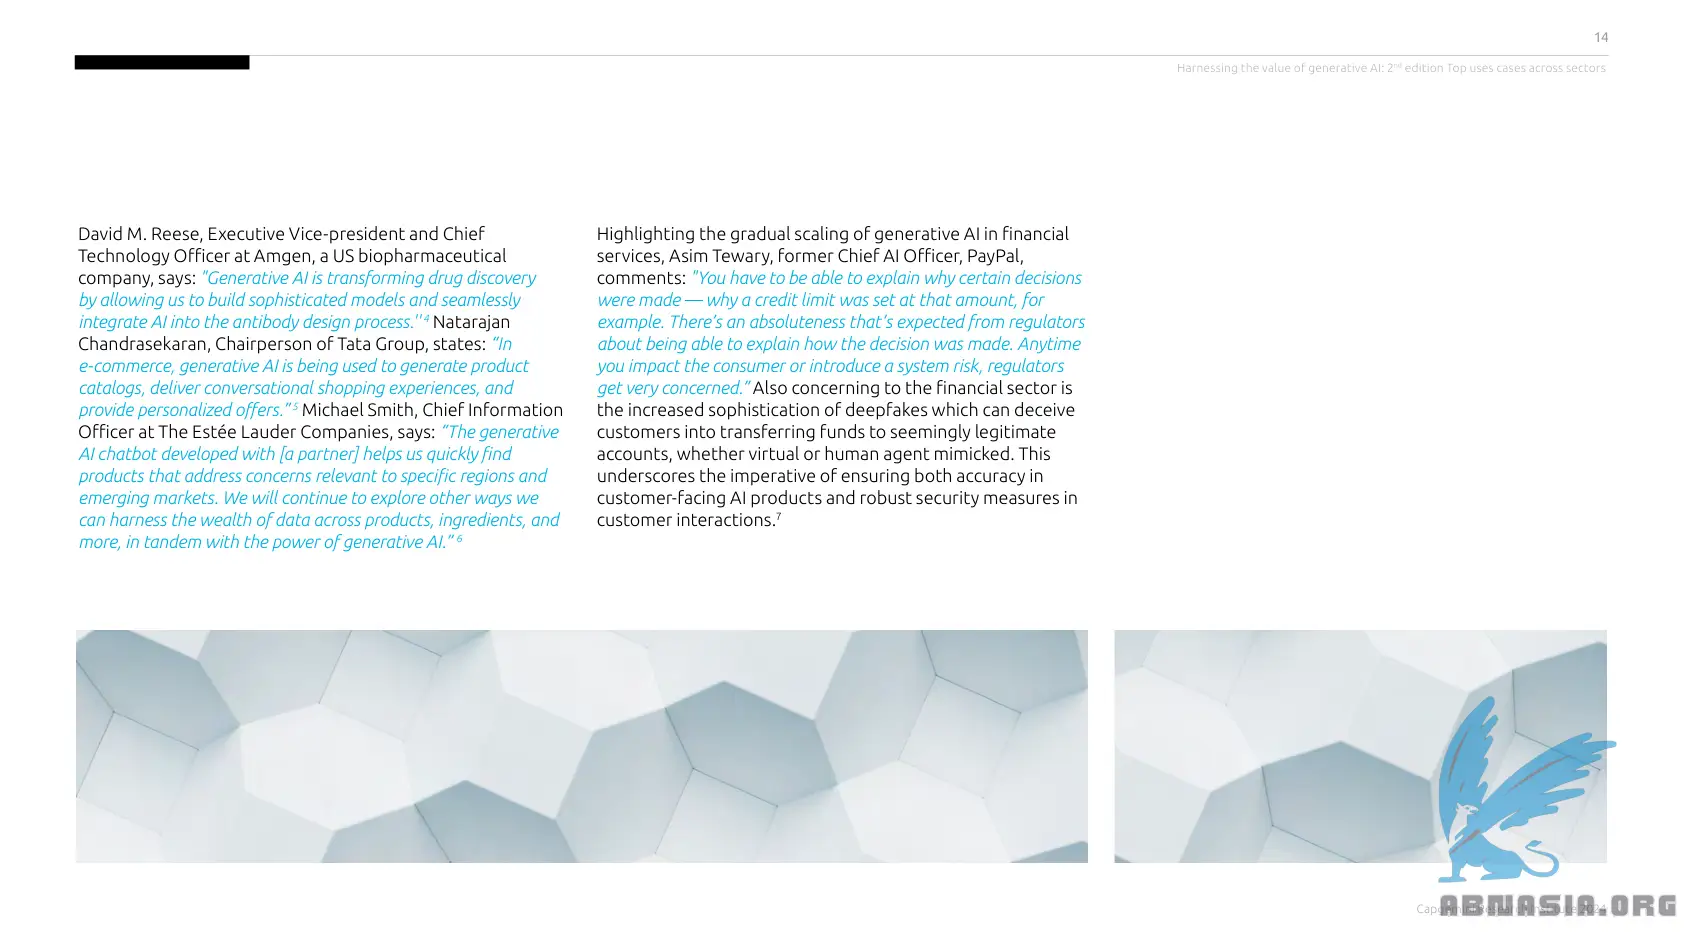 14
Harnessing the value of generative AI: 2nd edition Top uses cases across sectors
David M. Reese, Executive Vice-president and Chief
Technology Officer at Amgen, a US biopharmaceutical
company, says: "Generative AI is transforming drug discovery
by allowing us to build sophisticated models and seamlessly
integrate AI into the antibody design process.''4 Natarajan
Chandrasekaran, Chairperson of Tata Group, states: “In
e-commerce, generative AI is being used to generate product
catalogs, deliver conversational shopping experiences, and
provide personalized offers.”5 Michael Smith, Chief Information
Officer at The Estée Lauder Companies, says: “The generative
AI chatbot developed with [a partner] helps us quickly find
products that address concerns relevant to specific regions and
emerging markets. We will continue to explore other ways we
can harness the wealth of data across products, ingredients, and
more, in tandem with the power of generative AI.” 6
Highlighting the gradual scaling of generative AI in financial
services, Asim Tewary, former Chief AI Officer, PayPal,
comments: "You have to be able to explain why certain decisions
were made — why a credit limit was set at that amount, for
example. There’s an absoluteness that’s expected from regulators
about being able to explain how the decision was made. Anytime
you impact the consumer or introduce a system risk, regulators
get very concerned.” Also concerning to the financial sector is
the increased sophistication of deepfakes which can deceive
customers into transferring funds to seemingly legitimate
accounts, whether virtual or human agent mimicked. This
underscores the imperative of ensuring both accuracy in
customer-facing AI products and robust security measures in
customer interactions.7
Capgemini Research Institute 2024
ABNASIA.ORG